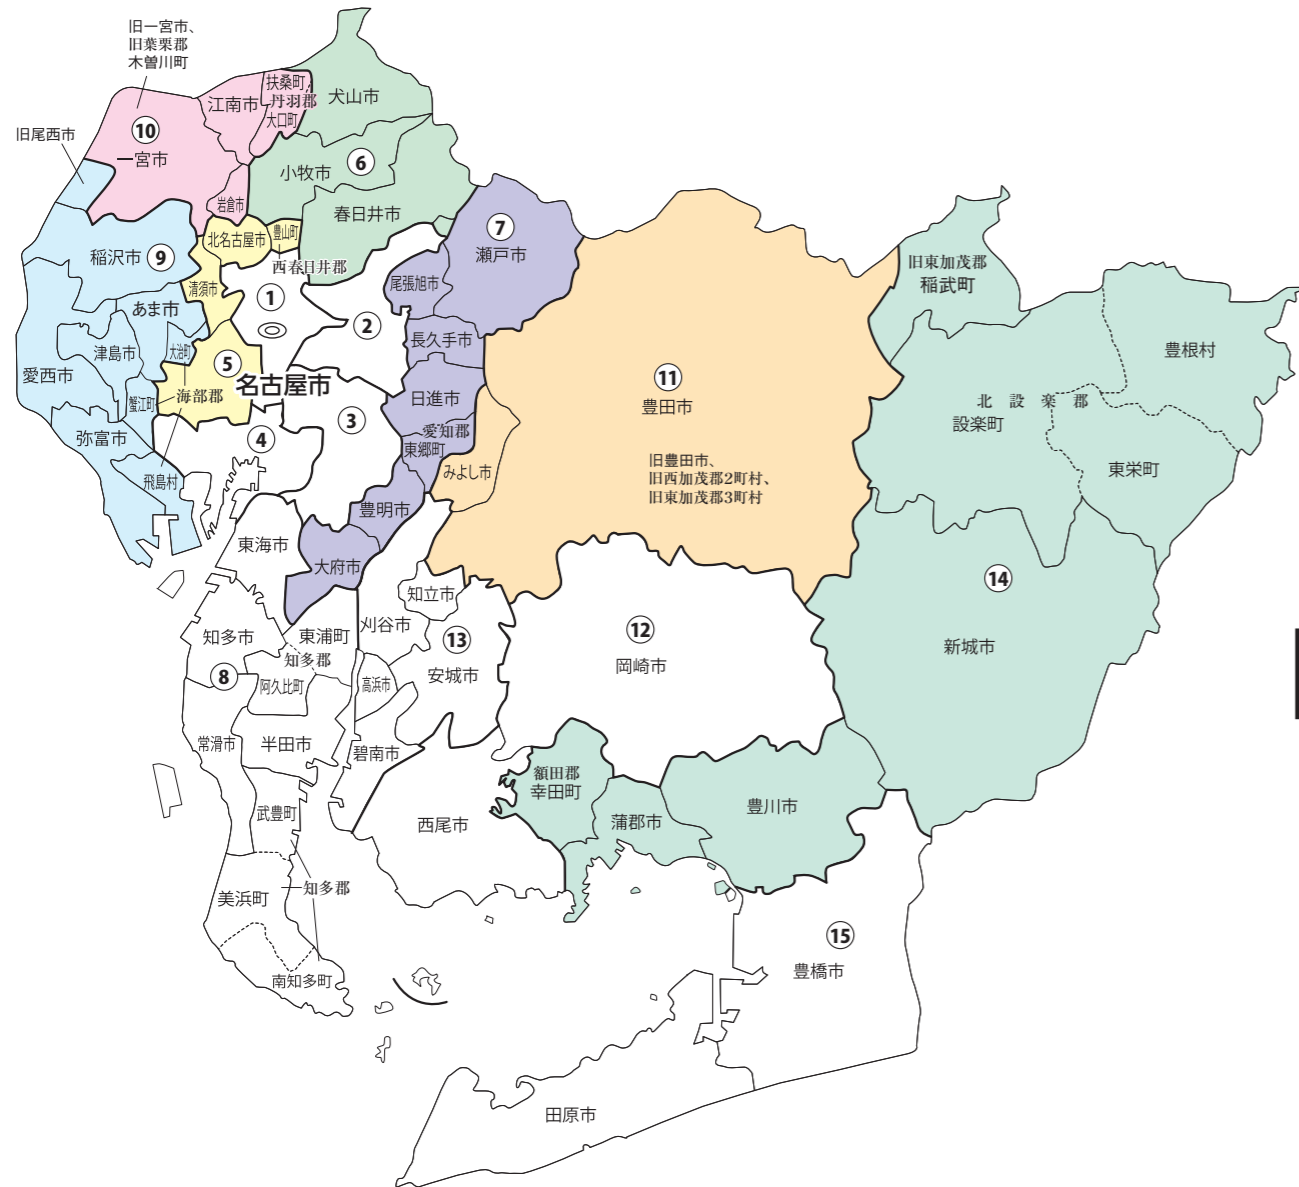 旧一宮市、
旧葉栗郡
木曽川町
扶桑町
丹羽郡
大口町
江南市
犬山市
⑩
一宮市
旧尾西市
小牧市
⑥
岩倉市
春日井市
⑦
瀬戸市
北名古屋市
豊山町
西春日井郡
稲沢市
⑨
清須市
尾張旭市
①
②
あま市
津島市
大治町
長久手市
愛西市
⑤
名古屋市
蟹江町
海部郡
日進市
③
愛知郡
東郷町
みよし市
④
弥富市
飛島村
豊明市
⑪
豊田市
旧豊田市、
旧西加茂郡2町村、
旧東加茂郡3町村
旧東加茂郡
稲武町
豊根村
北設楽郡
設楽町
東栄町
東海市
大府市
知立市
⑭
新城市
知多市
東浦町
刈谷市
⑬
安城市
⑫
岡崎市
知多郡
⑧
阿久比町
高浜市
常滑市
半田市
碧南市
額田郡
幸田町
豊川市
武豊町
西尾市
蒲郡市
知多郡
美浜町
南知多町
⑮
豊橋市
田原市